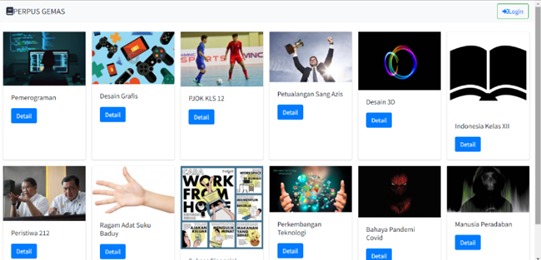 PERPUS GEMAS
Login
Pemerograman
Detail
Desain Grafis
Detail
PJOK KLS 12
Detail
Petualangan Sang Azis
Detail
Desain 3D
Detail
Indonesia Kelas XII
Detail
Peristiwa 212
Detail
Ragam Adat Suku
Baduy
WORK
FROM
HOME
Perkembangan
Teknologi
Detail
Bahaya Pandemi
Covid
Detail
Manusia Peradaban
Detail